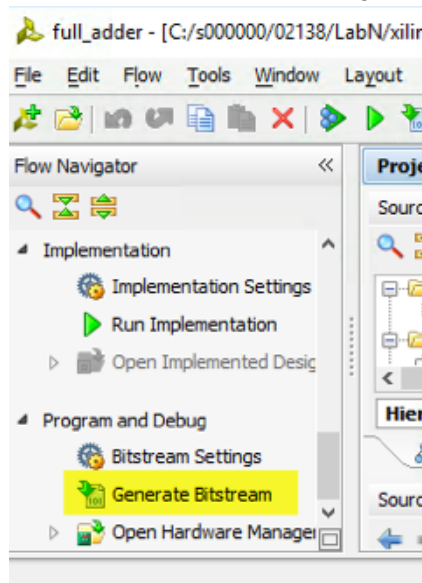 full_adder - [C:/s000000/02138/LabN/xilin
File Edit Flow Tools Window Layout
Flow Navigator «
Proje
Sourc
Implementation
Implementation Settings
Run Implementation
Open Implemented Desig
Hier
Program and Debug
Bitstream Settings
Generate Bitstream
Sourc
Open Hardware Manager